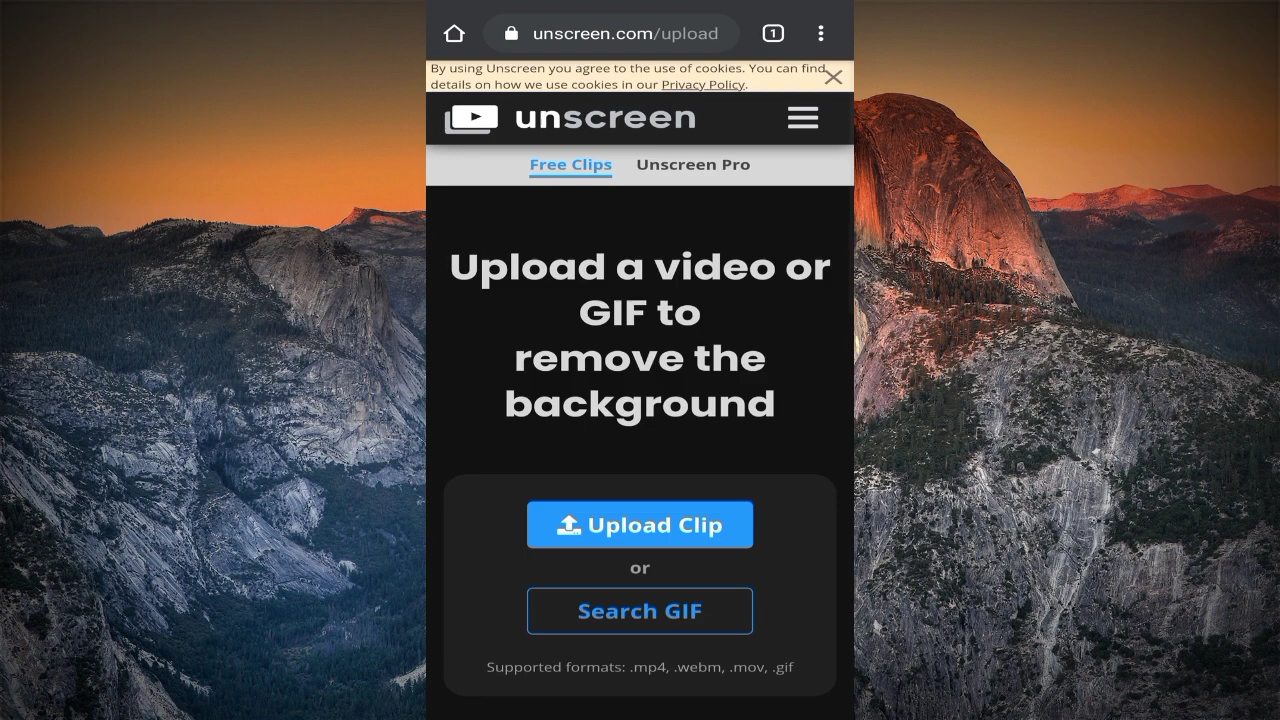 unscreen.com/upload
1
By using Unscreen you agree to the use of cookies. You can find
details on how we use cookies in our Privacy Policy.
unscreen
Free Clips Unscreen Pro
Upload a video or
GIF to
remove the
background
Upload Clip
or
Search GIF
Supported formats: .mp4, .webm, .mov, .gif